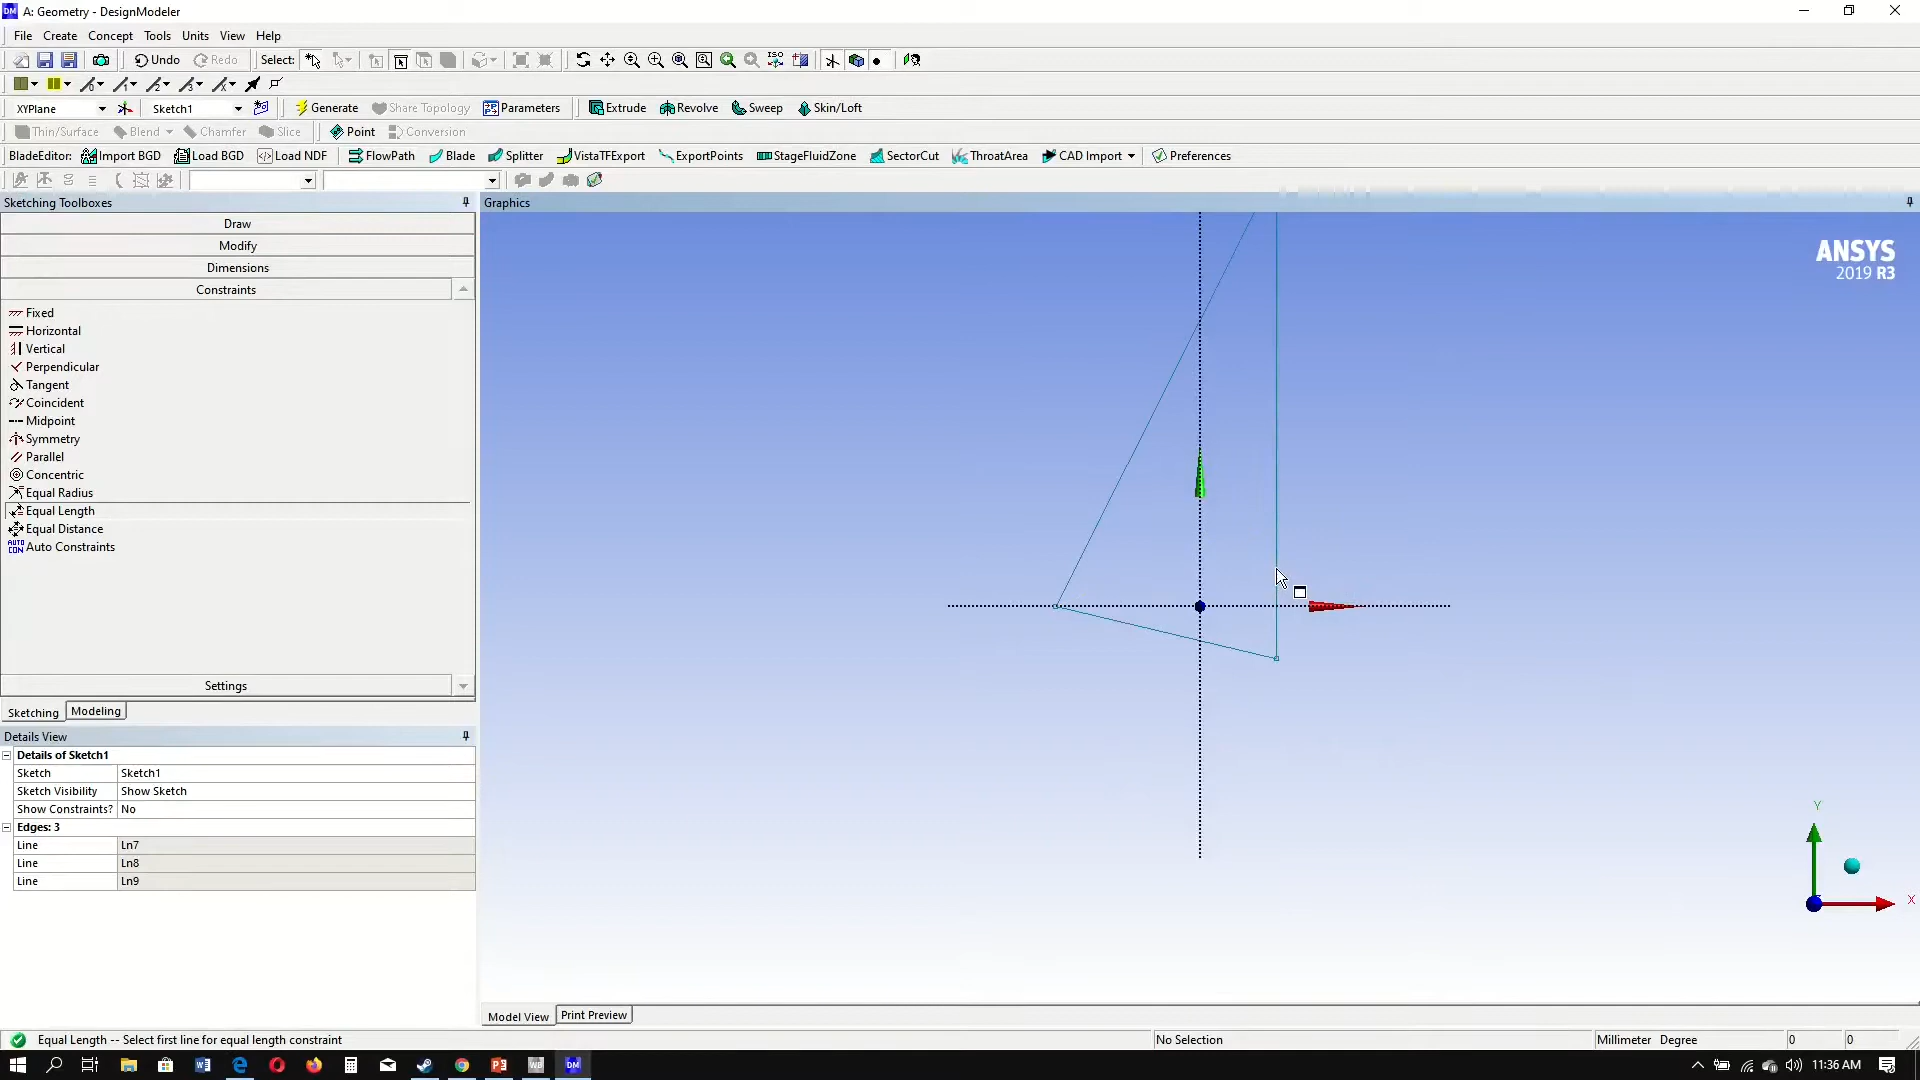 A: Geometry - DesignModeler
File Create Concept Tools Units View Help
Undo Redo Select: ISO
XYPlane Sketch1 Generate Share Topology Parameters Extrude Revolve Sweep Skin/Loft
Thin/Surface Blend Chamfer Slice Point Conversion
BladeEditor: Import BGD Load BGD Load NDF FlowPath Blade Splitter VistaTFExport ExportPoints StageFluidZone SectorCut ThroatArea CAD Import Preferences
Sketching Toolboxes
Graphics
Draw
Modify
Dimensions
Constraints
Fixed
Horizontal
Vertical
Perpendicular
Tangent
Coincident
Midpoint
Symmetry
Parallel
Concentric
Equal Radius
Equal Length
Equal Distance
AUTO CON Auto Constraints
Settings
Sketching Modeling
Details View
Details of Sketch1
Sketch Sketch1
Sketch Visibility Show Sketch
Show Constraints? No
Edges: 3
Line Ln7
Line Ln8
Line Ln9
ANSYS
2019 R3
Y
X
Model View Print Preview
Equal Length -- Select first line for equal length constraint No Selection Millimeter Degree 0 0
11:36 AM